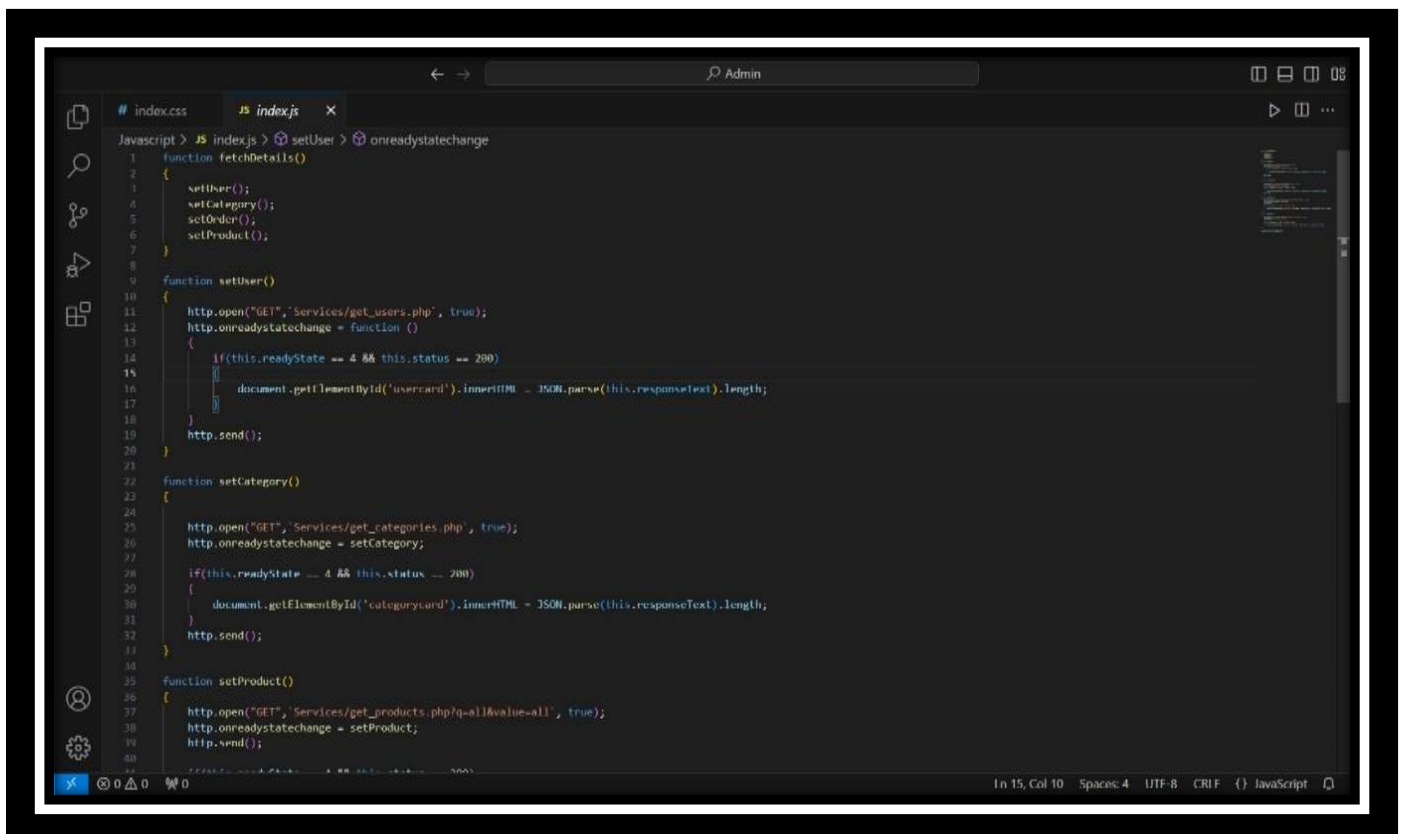 Admin
# index.css JS index.js ×
Javascript > JS index.js > setUser > onreadystatechange
1 function fetchDetails()
2 {
3 setUser();
4 setCategory();
5 setOrder();
6 setProduct();
7 }
8
9 function setUser()
10 {
11 http.open("GET",`Services/get_users.php`, true);
12 http.onreadystatechange = function ()
13 {
14 if(this.readyState == 4 && this.status == 200)
15 {
16 document.getElementById('usercard').innerHTML = JSON.parse(this.responseText).length;
17 }
18 }
19 http.send();
20 }
21
22 function setCategory()
23 {
24
25 http.open("GET",`Services/get_categories.php`, true);
26 http.onreadystatechange = setCategory;
27
28 if(this.readyState == 4 && this.status == 200)
29 {
30 document.getElementById('categorycard').innerHTML = JSON.parse(this.responseText).length;
31 }
32 http.send();
33 }
34
35 function setProduct()
36 {
37 http.open("GET",`Services/get_products.php?q=all&value=all`, true);
38 http.onreadystatechange = setProduct;
39 http.send();
40
0 0 0 Ln 15, Col 10 Spaces: 4 UTF-8 CRLF {} JavaScript